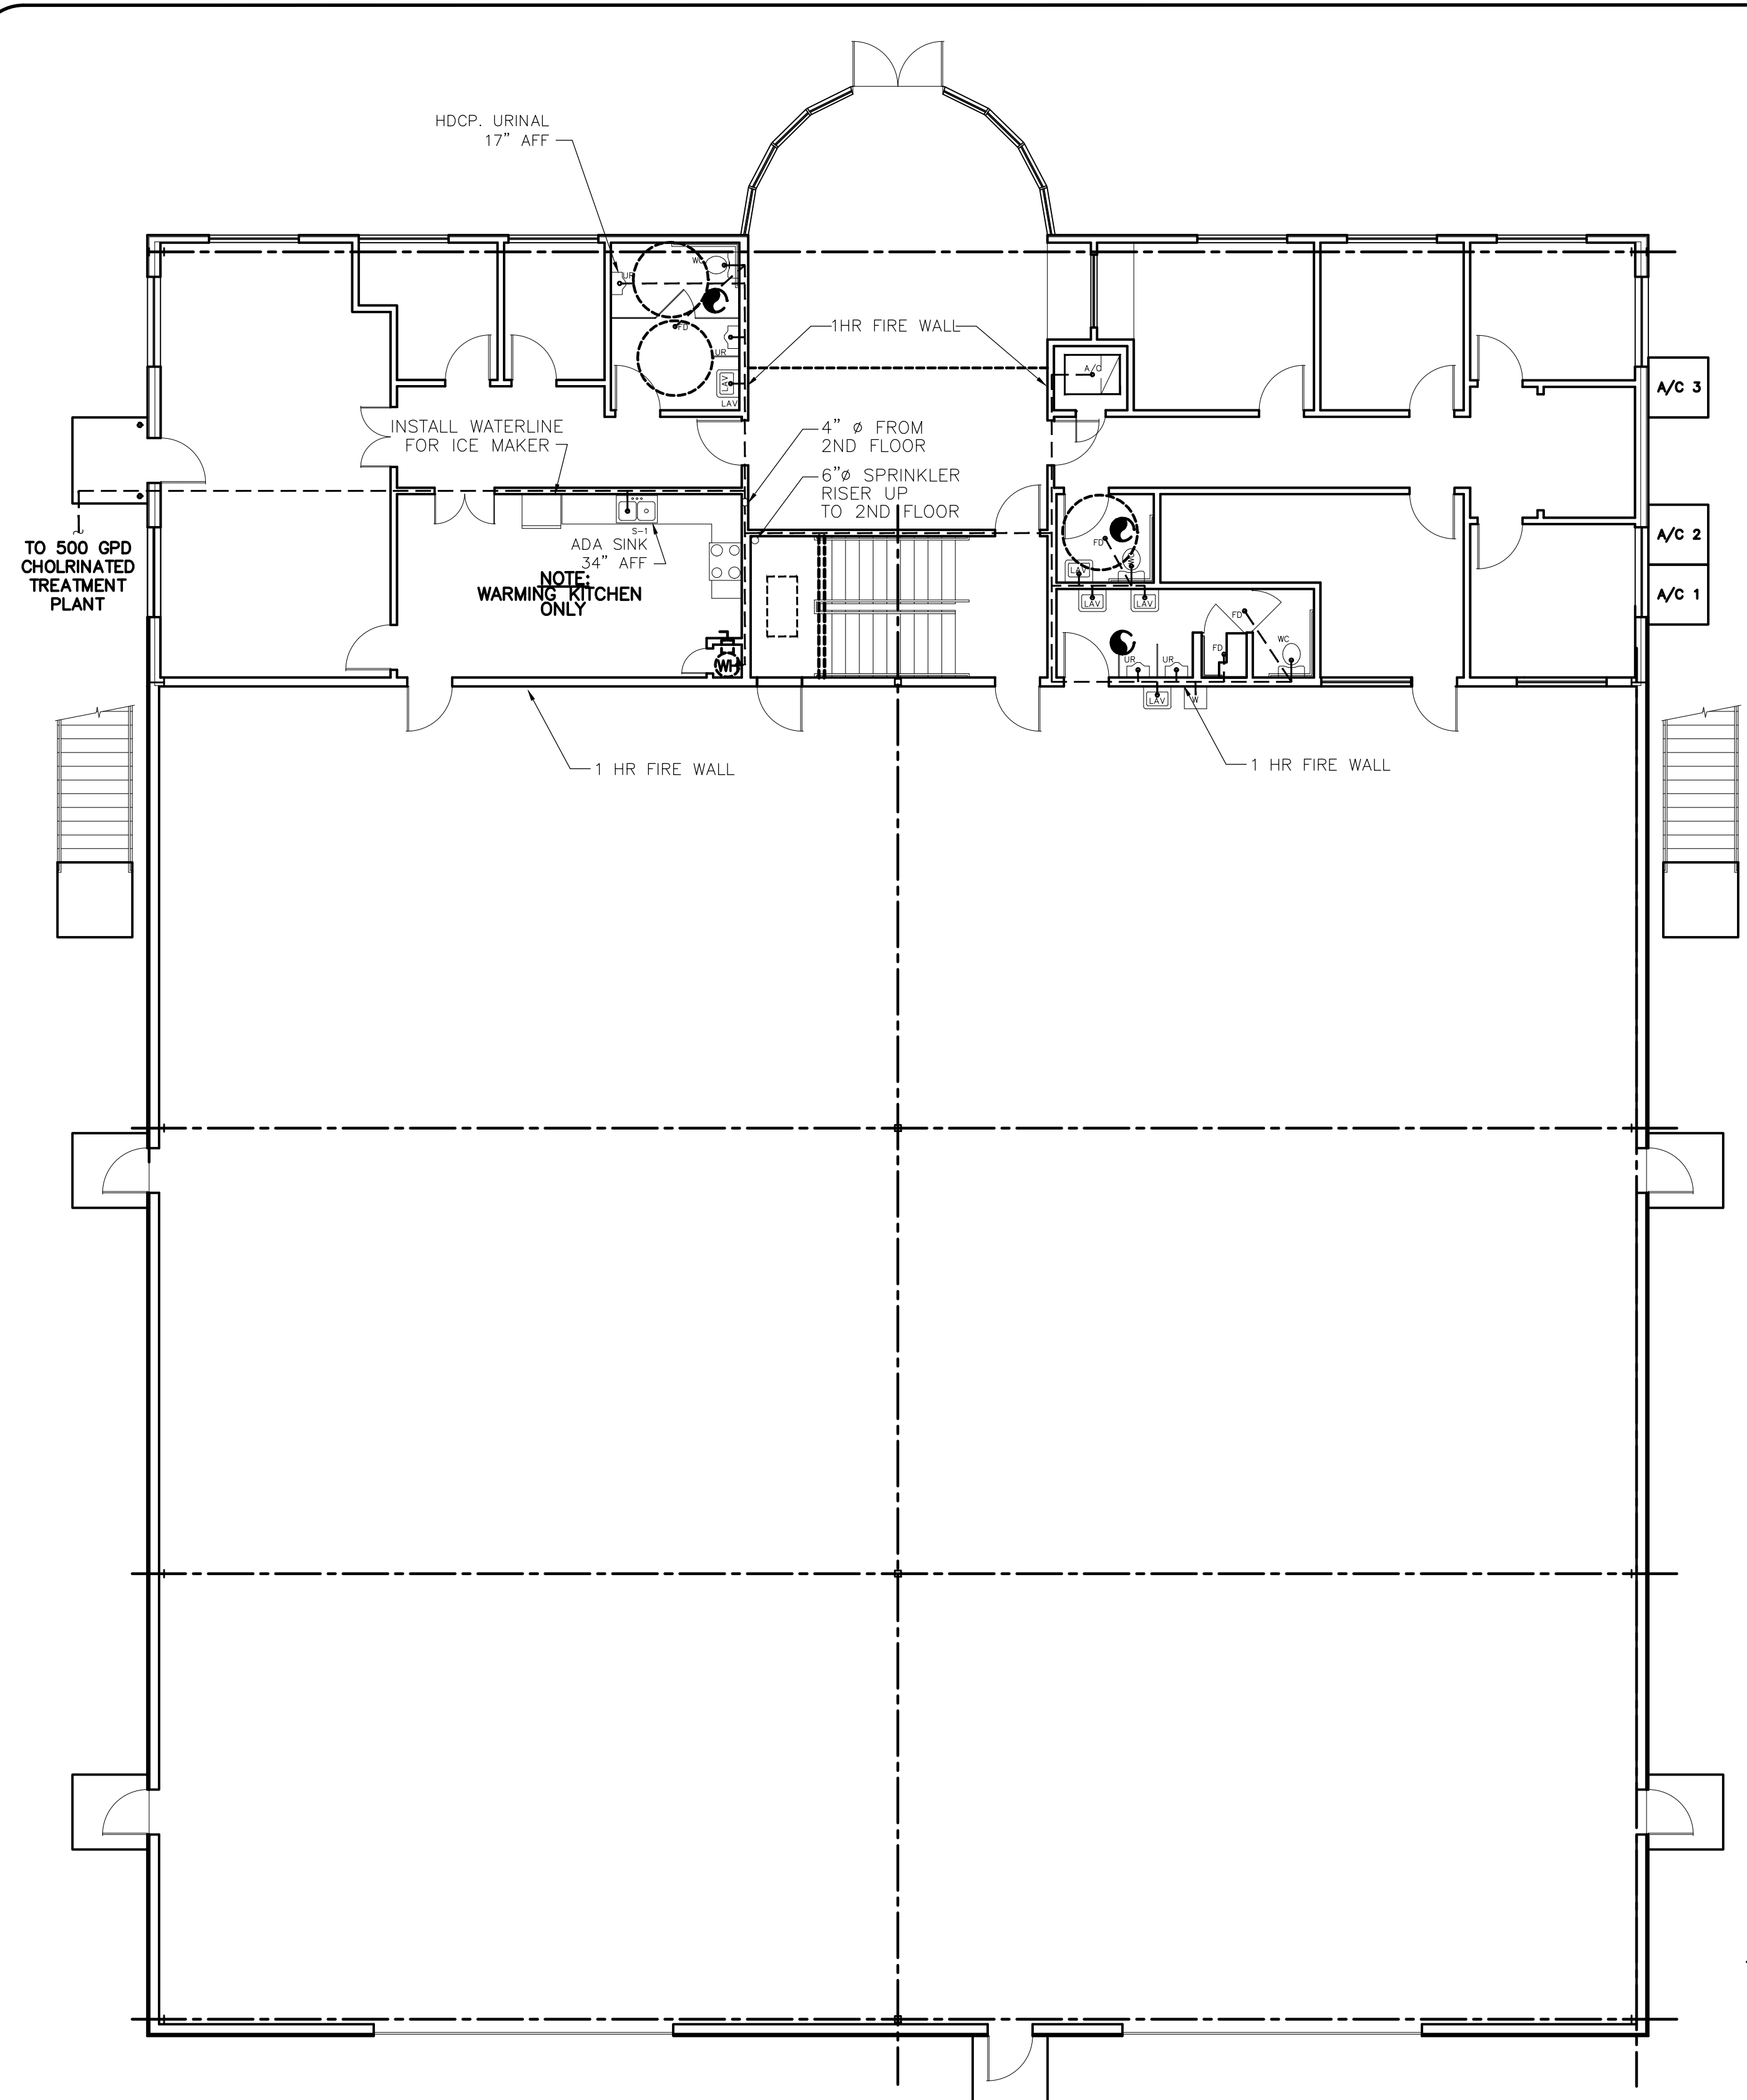 HDCP. URINAL
17" AFF
WC
UR
FD
UR
LAV
LAV
1HR FIRE WALL
A/C
A/C 3
INSTALL WATERLINE
FOR ICE MAKER
4" ø FROM
2ND FLOOR
6"ø SPRINKLER
RISER UP
TO 2ND FLOOR
S-1
ADA SINK
34" AFF
NOTE:
WARMING KITCHEN
ONLY
TO 500 GPD
CHOLRINATED
TREATMENT
PLANT
FD
WC
LAV
A/C 2
A/C 1
LAV
LAV
FD
UR
UR
FD
WC
WH
LAV
W
1 HR FIRE WALL
1 HR FIRE WALL